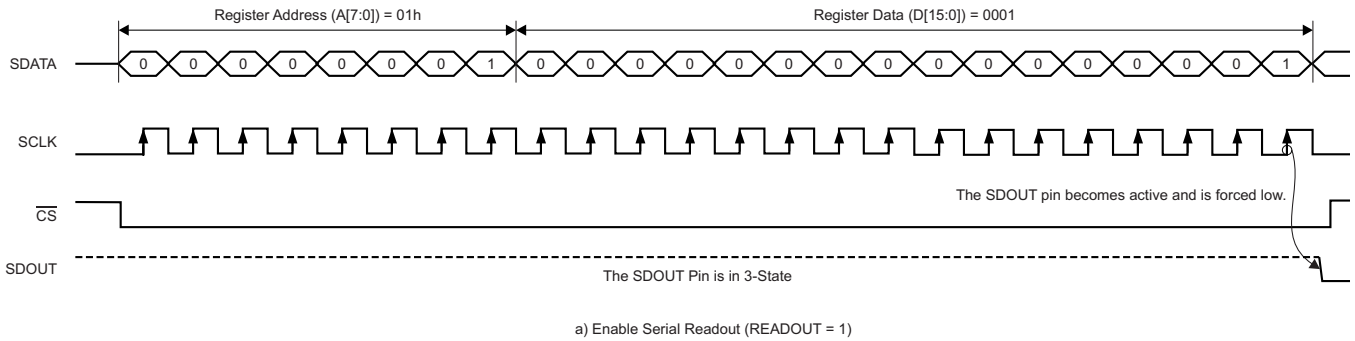 Register Address (A[7:0]) = 01h Register Data (D[15:0]) = 0001
SDATA 0 0 0 0 0 0 0 1 0 0 0 0 0 0 0 0 0 0 0 0 0 0 0 1
SCLK
The SDOUT pin becomes active and is forced low.
CS
SDOUT
The SDOUT Pin is in 3-State
a) Enable Serial Readout (READOUT = 1)